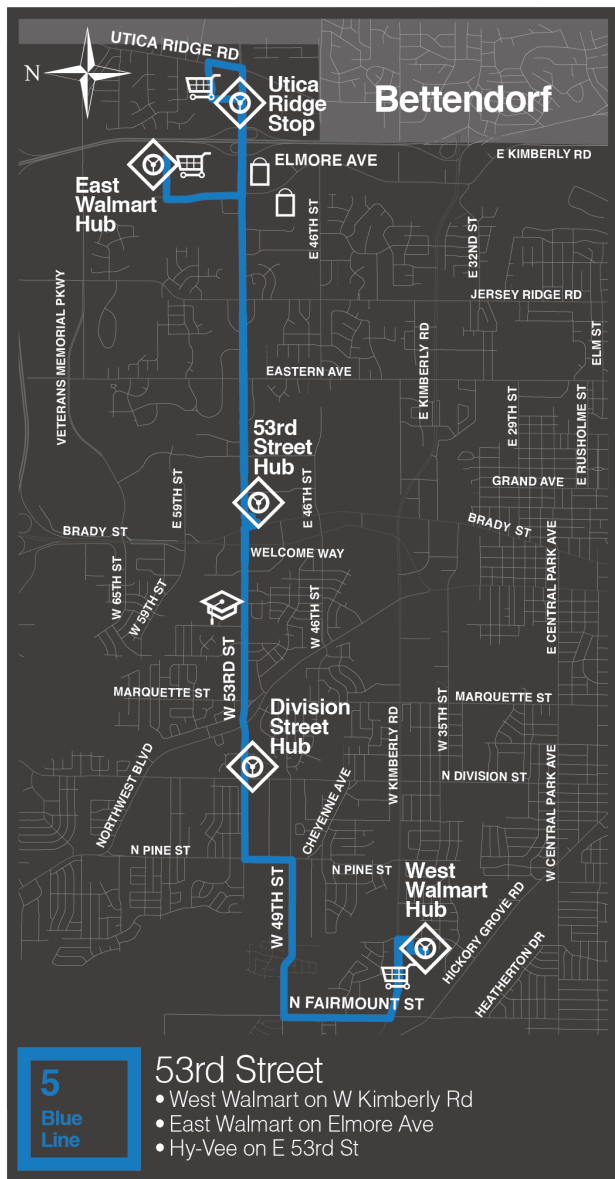 UTICA RIDGE RD
N
Utica
Ridge
Stop
Bettendorf
ELMORE AVE
E KIMBERLY RD
East
Walmart
Hub
E 46TH ST
E 32ND ST
VETERANS MEMORIAL PKWY
JERSEY RIDGE RD
ELM ST
E KIMBERLY RD
EASTERN AVE
E 29TH ST
E RUSHOLME ST
53rd
Street
Hub
E 59TH ST
E 46TH ST
GRAND AVE
BRADY ST
BRADY ST
WELCOME WAY
E CENTRAL PARK AVE
W 65TH ST
W 59TH ST
W 46TH ST
W 53RD ST
MARQUETTE ST
MARQUETTE ST
W 35TH ST
Division
Street
Hub
W KIMBERLY RD
NORTHWEST BLVD
CHEYENNE AVE
N DIVISION ST
W CENTRAL PARK AVE
N PINE ST
N PINE ST
W 49TH ST
West
Walmart
Hub
HICKORY GROVE RD
HEATHERTON DR
N FAIRMOUNT ST
5
Blue
Line
53rd Street
• West Walmart on W Kimberly Rd
• East Walmart on Elmore Ave
• Hy-Vee on E 53rd St